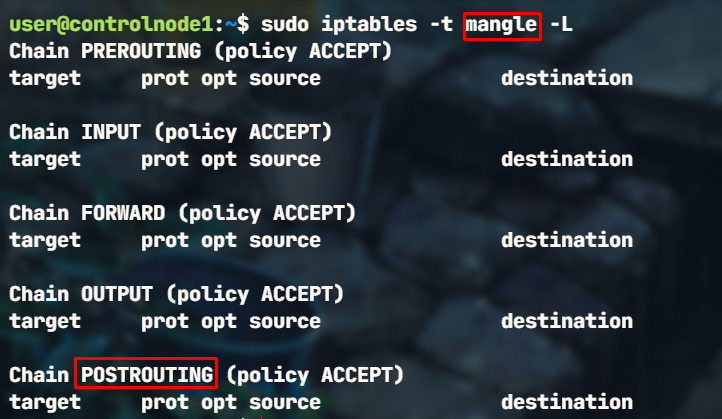 user@controlnode1:~$ sudo iptables -t mangle -L
Chain PREROUTING (policy ACCEPT)
target     prot opt source               destination
Chain INPUT (policy ACCEPT)
target     prot opt source               destination
Chain FORWARD (policy ACCEPT)
target     prot opt source               destination
Chain OUTPUT (policy ACCEPT)
target     prot opt source               destination
Chain POSTROUTING (policy ACCEPT)
target     prot opt source               destination